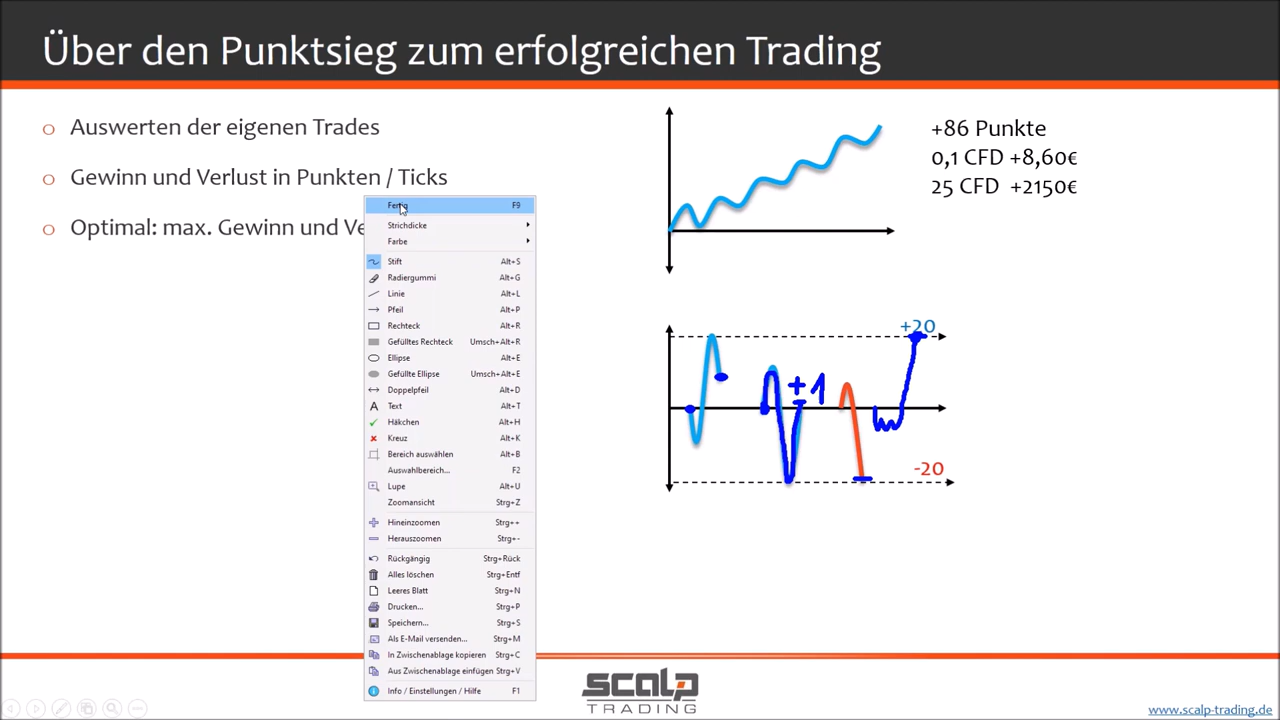 Über den Punktsieg zum erfolgreichen Trading
o Auswerten der eigenen Trades
o Gewinn und Verlust in Punkten / Ticks
o Optimal: max. Gewinn und Ve
Fertig F9
Strichdicke
Farbe
Stift Alt+S
Radiergummi Alt+G
Linie Alt+L
Pfeil Alt+P
Rechteck Alt+R
Gefülltes Rechteck Umsch+Alt+R
Ellipse Alt+E
Gefüllte Ellipse Umsch+Alt+E
Doppelpfeil Alt+D
Text Alt+T
Häkchen Alt+H
Kreuz Alt+K
Bereich auswählen Alt+B
Auswahlbereich... F2
Lupe Alt+U
Zoomansicht Strg+Z
Hineinzoomen Strg++
Herauszoomen Strg+-
Rückgängig Strg+Rück
Alles löschen Strg+Entf
Leeres Blatt Strg+N
Drucken... Strg+P
Speichern... Strg+S
Als E-Mail versenden... Strg+M
In Zwischenablage kopieren Strg+C
Aus Zwischenablage einfügen Strg+V
Info / Einstellungen / Hilfe F1
+86 Punkte
0,1 CFD +8,60€
25 CFD +2150€
+20
+1
-20
scalp
TRADING
www.scalp-trading.de